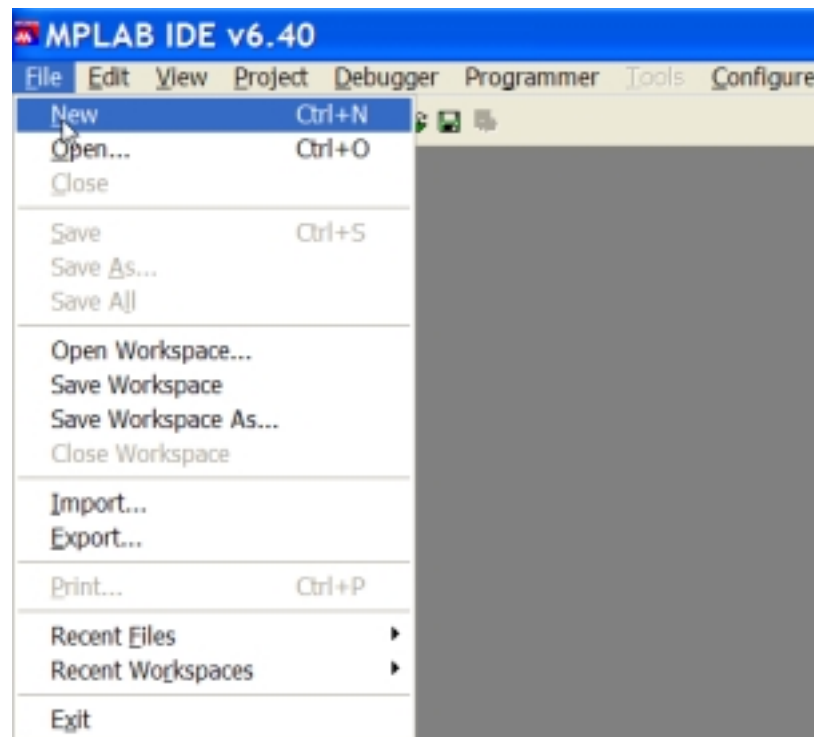 MPLAB IDE v6.40
File Edit View Project Debugger Programmer Tools Configure
New Ctrl+N
Open... Ctrl+O
Close
Save Ctrl+S
Save As...
Save All
Open Workspace...
Save Workspace
Save Workspace As...
Close Workspace
Import...
Export...
Print... Ctrl+P
Recent Files
Recent Workspaces
Exit